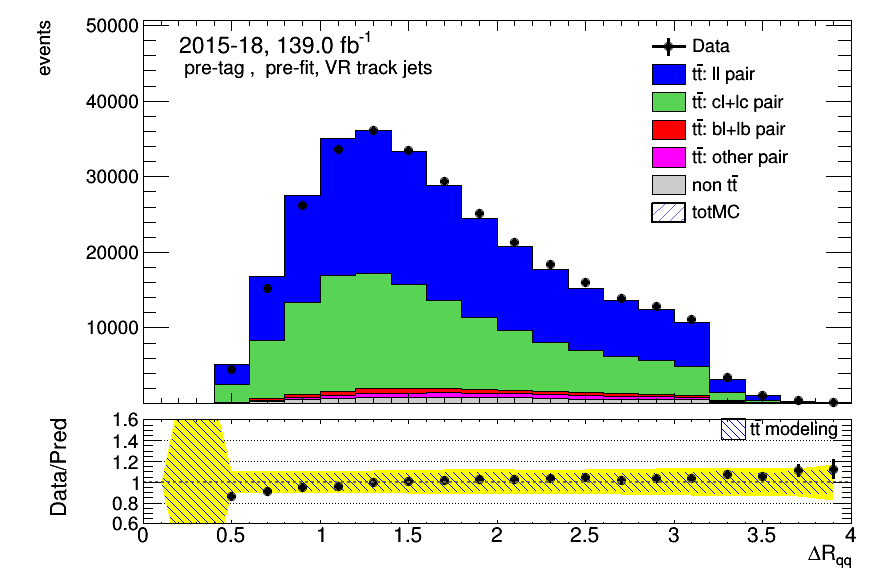 events
50000
40000
30000
20000
10000
2015-18, 139.0 fb⁻¹
pre-tag , pre-fit, VR track jets
Data
tt̄: ll pair
tt̄: cl+lc pair
tt̄: bl+lb pair
tt̄: other pair
non tt̄
totMC
Data/Pred
1.6
1.4
1.2
1
0.8
0.6
tt̄ modeling
0 0.5 1 1.5 2 2.5 3 3.5 4
ΔR_qq